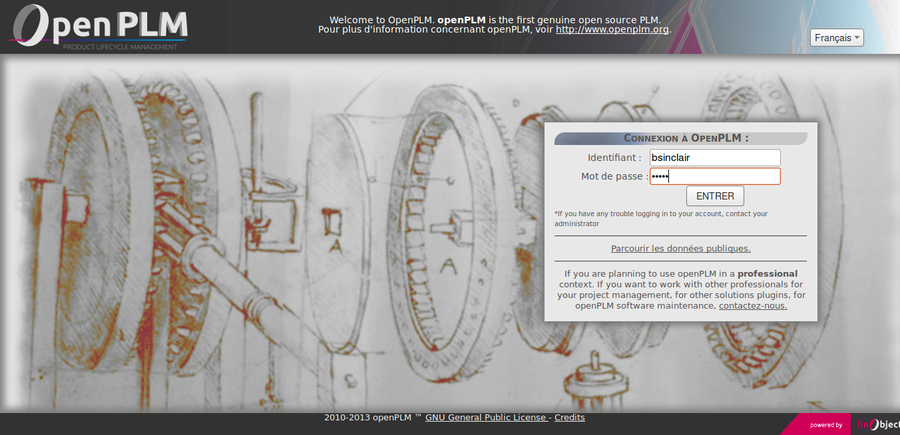 Open PLM
PRODUCT LIFECYCLE MANAGEMENT
Welcome to OpenPLM. openPLM is the first genuine open source PLM.
Pour plus d'information concernant openPLM, voir http://www.openplm.org.
Français
CONNEXION À OPENPLM :
Identifiant : bsinclair
Mot de passe : •••••
ENTRER
*If you have any trouble logging in to your account, contact your
administrator
Parcourir les données publiques.
If you are planning to use openPLM in a professional
context. If you want to work with other professionals for
your project management, for other solutions plugins, for
openPLM software maintenance, contactez-nous.
A
A
2010-2013 openPLM ™ GNU General Public License - Credits
powered by